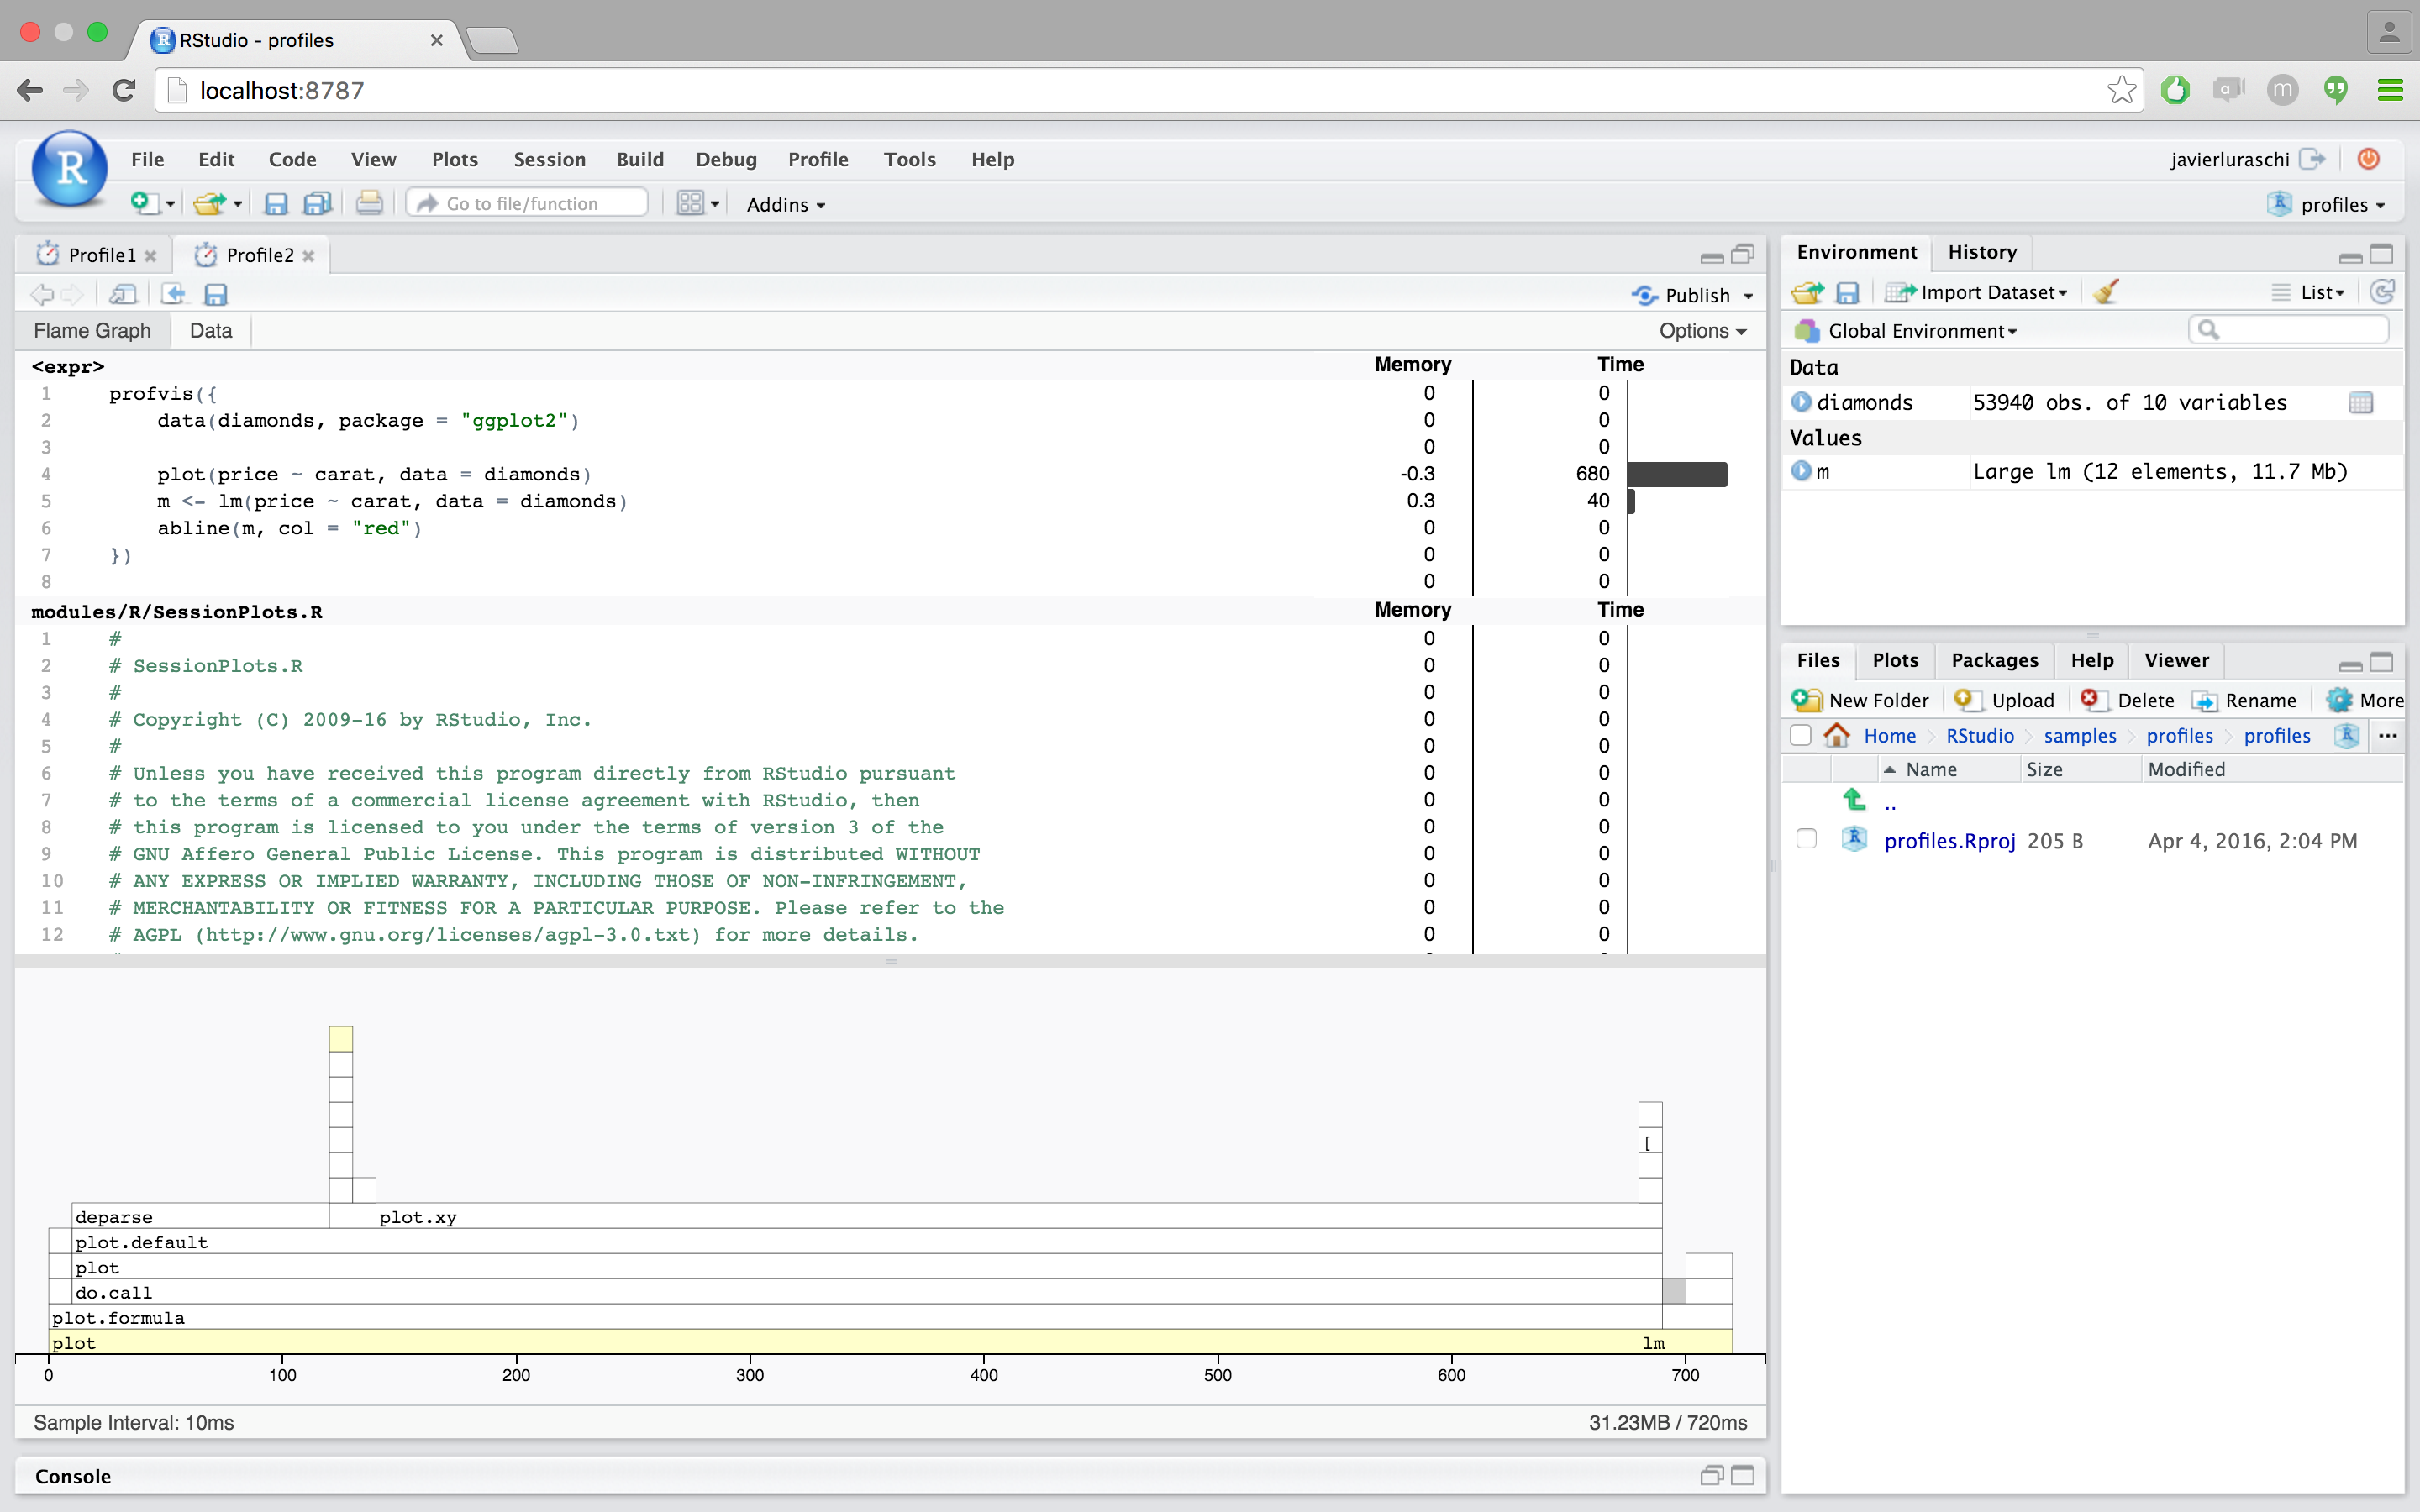 RStudio - profiles
localhost:8787
File Edit Code View Plots Session Build Debug Profile Tools Help
javierluraschi
Go to file/function
Addins
profiles
Profile1
Profile2
Publish
Flame Graph
Data
Options
<expr> Memory Time
1 profvis({ 0 0
2 data(diamonds, package = "ggplot2") 0 0
3 0 0
4 plot(price ~ carat, data = diamonds) -0.3 680
5 m <- lm(price ~ carat, data = diamonds) 0.3 40
6 abline(m, col = "red") 0 0
7 }) 0 0
8 0 0
modules/R/SessionPlots.R Memory Time
1 # 0 0
2 # SessionPlots.R 0 0
3 # 0 0
4 # Copyright (C) 2009-16 by RStudio, Inc. 0 0
5 # 0 0
6 # Unless you have received this program directly from RStudio pursuant 0 0
7 # to the terms of a commercial license agreement with RStudio, then 0 0
8 # this program is licensed to you under the terms of version 3 of the 0 0
9 # GNU Affero General Public License. This program is distributed WITHOUT 0 0
10 # ANY EXPRESS OR IMPLIED WARRANTY, INCLUDING THOSE OF NON-INFRINGEMENT, 0 0
11 # MERCHANTABILITY OR FITNESS FOR A PARTICULAR PURPOSE. Please refer to the 0 0
12 # AGPL (http://www.gnu.org/licenses/agpl-3.0.txt) for more details. 0 0
[
deparse plot.xy
plot.default
plot
do.call
plot.formula
plot lm
0 100 200 300 400 500 600 700
Sample Interval: 10ms
31.23MB / 720ms
Console
Environment History
Import Dataset
List
Global Environment
Data
diamonds 53940 obs. of 10 variables
Values
m Large lm (12 elements, 11.7 Mb)
Files Plots Packages Help Viewer
New Folder Upload Delete Rename More
Home RStudio samples profiles profiles ...
Name Size Modified
..
profiles.Rproj 205 B Apr 4, 2016, 2:04 PM